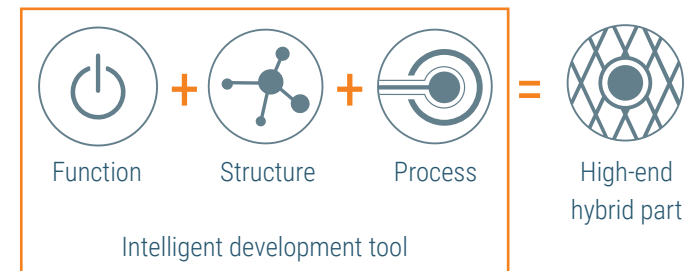 + + =
Function Structure Process High-end
hybrid part
Intelligent development tool